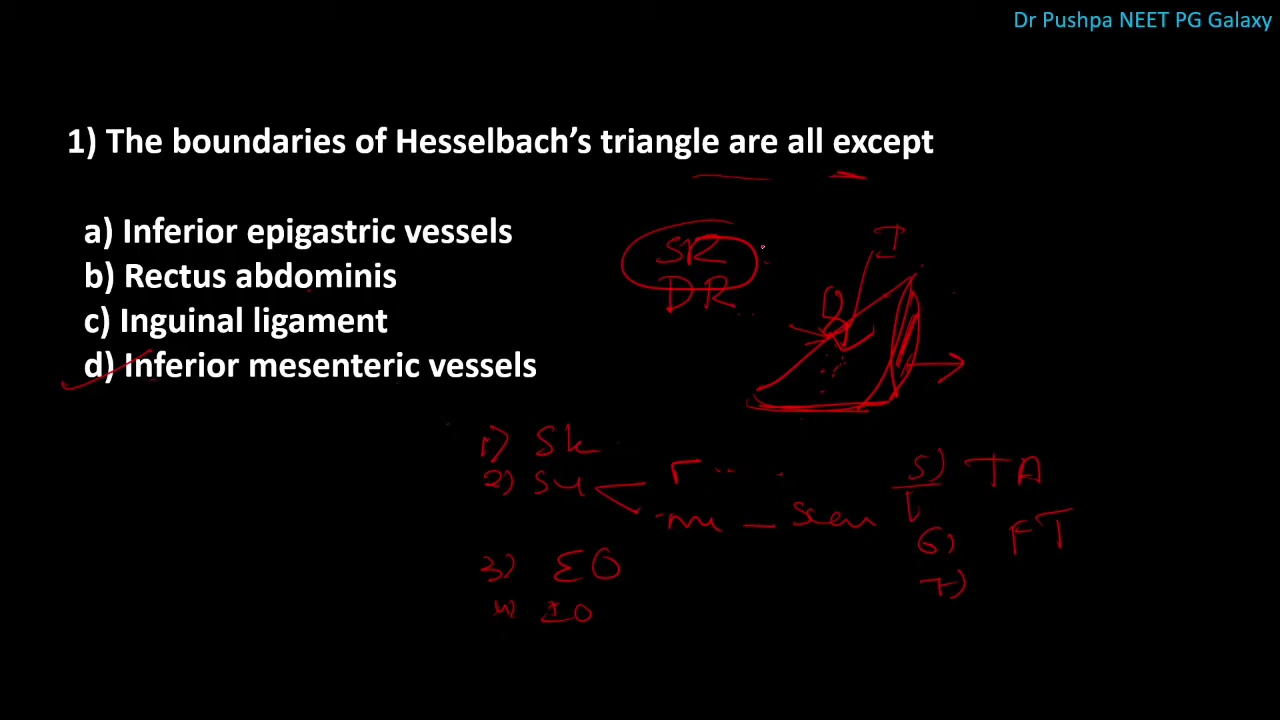 Dr Pushpa NEET PG Galaxy
1) The boundaries of Hesselbach's triangle are all except
a) Inferior epigastric vessels
b) Rectus abdominis
c) Inguinal ligament
d) Inferior mesenteric vessels
SR
DR
I
1) Sk
2) Su
3) EO
4) IO
5) TA
6) FT
7)